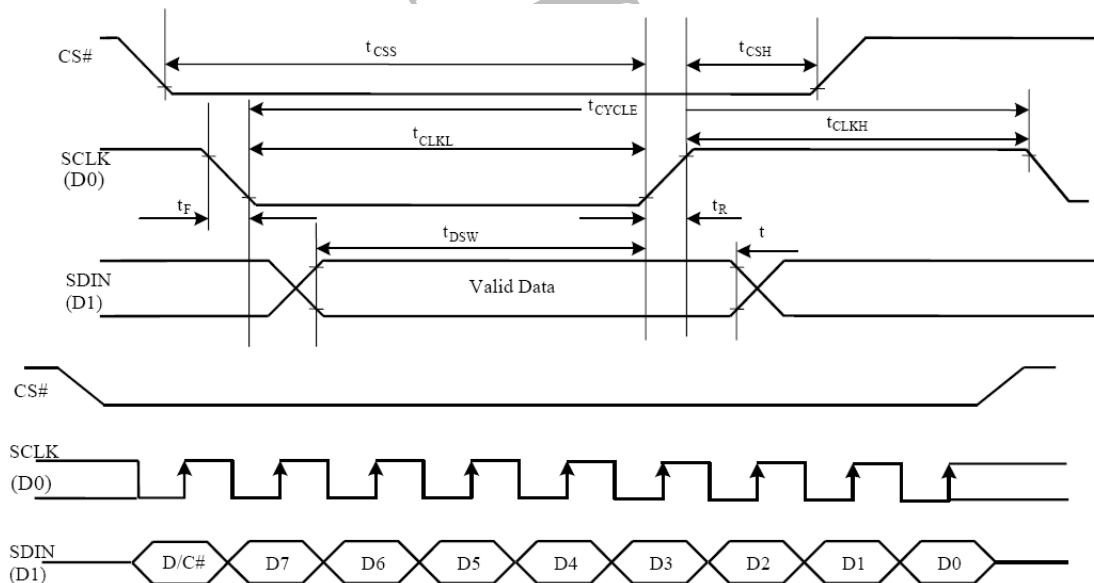 CS#
tCSS
tCSH
tCYCLE
tCLKL
tCLKH
SCLK
(D0)
tF
tR
tDSW
t
SDIN
(D1)
Valid Data
CS#
SCLK
(D0)
SDIN
(D1)
D/C# D7 D6 D5 D4 D3 D2 D1 D0